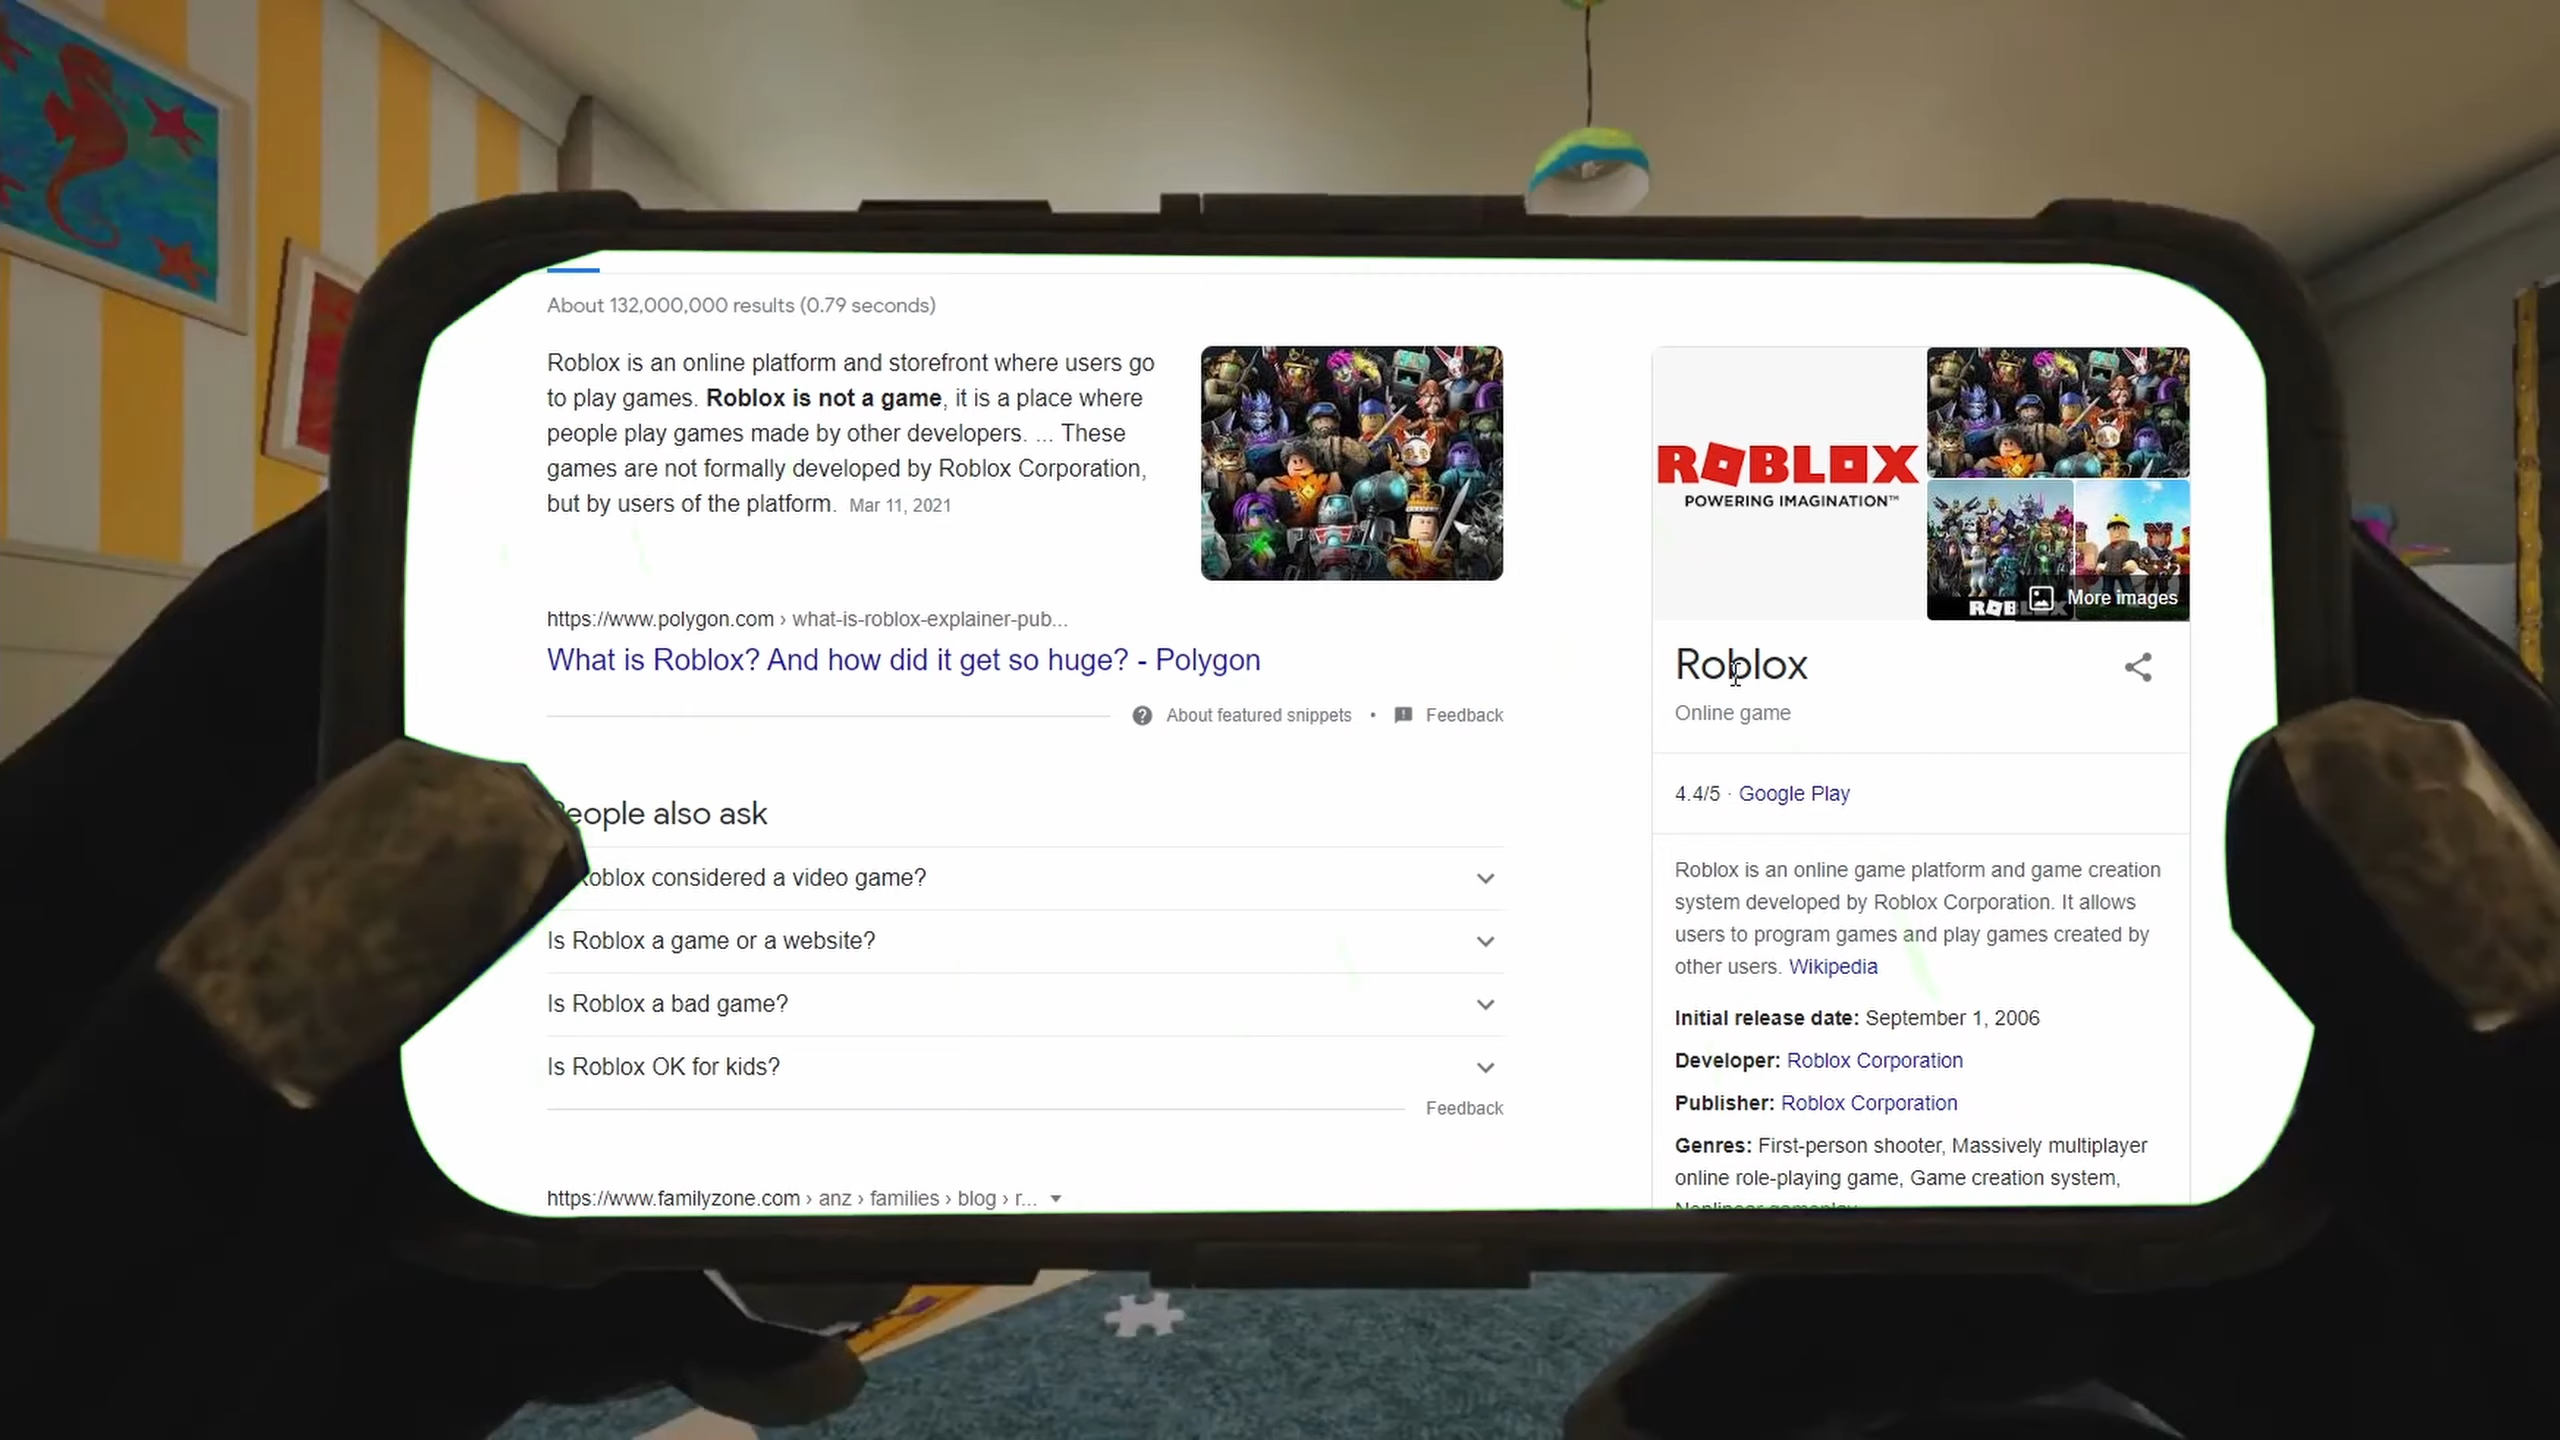 About 132,000,000 results (0.79 seconds)
Roblox is an online platform and storefront where users go
to play games. Roblox is not a game, it is a place where
people play games made by other developers. ... These
games are not formally developed by Roblox Corporation,
but by users of the platform. Mar 11, 2021
https://www.polygon.com › what-is-roblox-explainer-pub...
What is Roblox? And how did it get so huge? - Polygon
About featured snippets • Feedback
People also ask
Roblox considered a video game?
Is Roblox a game or a website?
Is Roblox a bad game?
Is Roblox OK for kids?
Feedback
https://www.familyzone.com › anz › families › blog › r...
ROBLOX
POWERING IMAGINATION™
More images
Roblox
Online game
4.4/5 · Google Play
Roblox is an online game platform and game creation
system developed by Roblox Corporation. It allows
users to program games and play games created by
other users. Wikipedia
Initial release date: September 1, 2006
Developer: Roblox Corporation
Publisher: Roblox Corporation
Genres: First-person shooter, Massively multiplayer
online role-playing game, Game creation system,